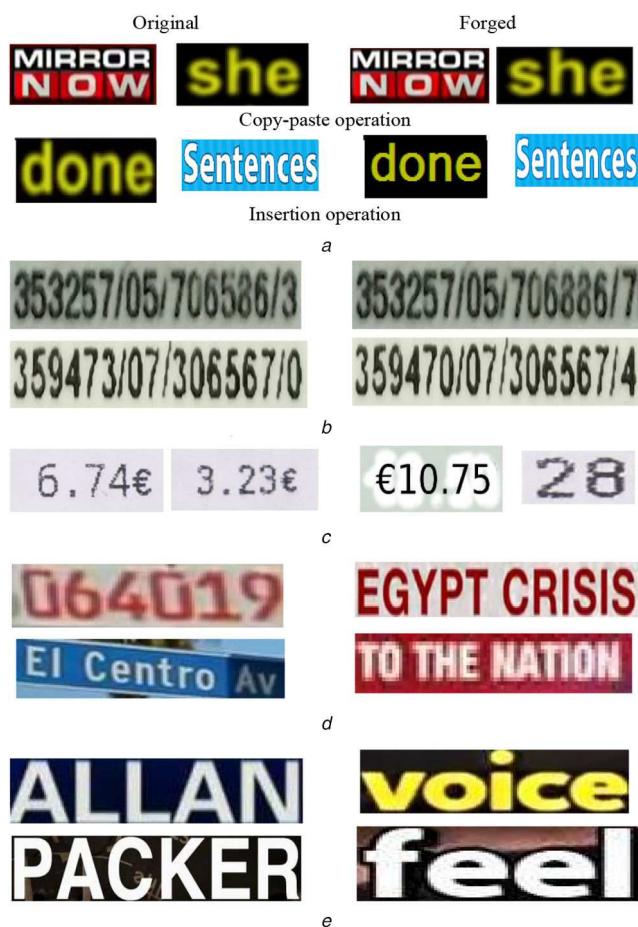 Original Forged
MIRROR NOW she MIRROR NOW she
Copy-paste operation
done Sentences done Sentences
Insertion operation
a
353257/05/706586/3 353257/05/706886/7
359473/07/306567/0 359470/07/306567/4
b
6.74€ 3.23€ €10.75 28
c
064019 EGYPT CRISIS
El Centro Av TO THE NATION
d
ALLAN voice
PACKER feel
e